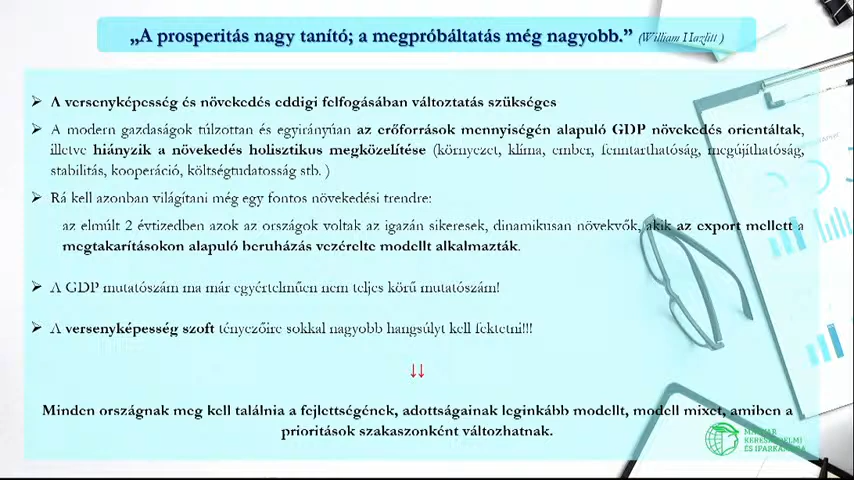 „A prosperitás nagy tanító; a megpróbáltatás még nagyobb.” (William Hazlitt )
➢ A versenyképesség és növekedés eddigi felfogásában változtatás szükséges
➢ A modern gazdaságok túlzottan és egyirányúan az erőforrások mennyiségén alapuló GDP növekedés orientáltak,
illetve hiányzik a növekedés holisztikus megközelítése (környezet, klíma, ember, fenntarthatóság, megújíthatóság,
stabilitás, kooperáció, költségtudatosság stb. )
➢ Rá kell azonban világítani még egy fontos növekedési trendre:
az elmúlt 2 évtizedben azok az országok voltak az igazán sikeresek, dinamikusan növekvők, akik az export mellett a
megtakarításokon alapuló beruházás vezérelte modellt alkalmazták.
➢ A GDP mutatószám ma már egyértelműen nem teljes körű mutatószám!
➢ A versenyképesség szoft tényezőire sokkal nagyobb hangsúlyt kell fektetni!!!
↓↓
Minden országnak meg kell találnia a fejlettségének, adottságainak leginkább modellt, modell mixet, amiben a
prioritások szakaszonként változhatnak.
MAGYAR
KERESKEDELMI
ÉS IPARKAMARA